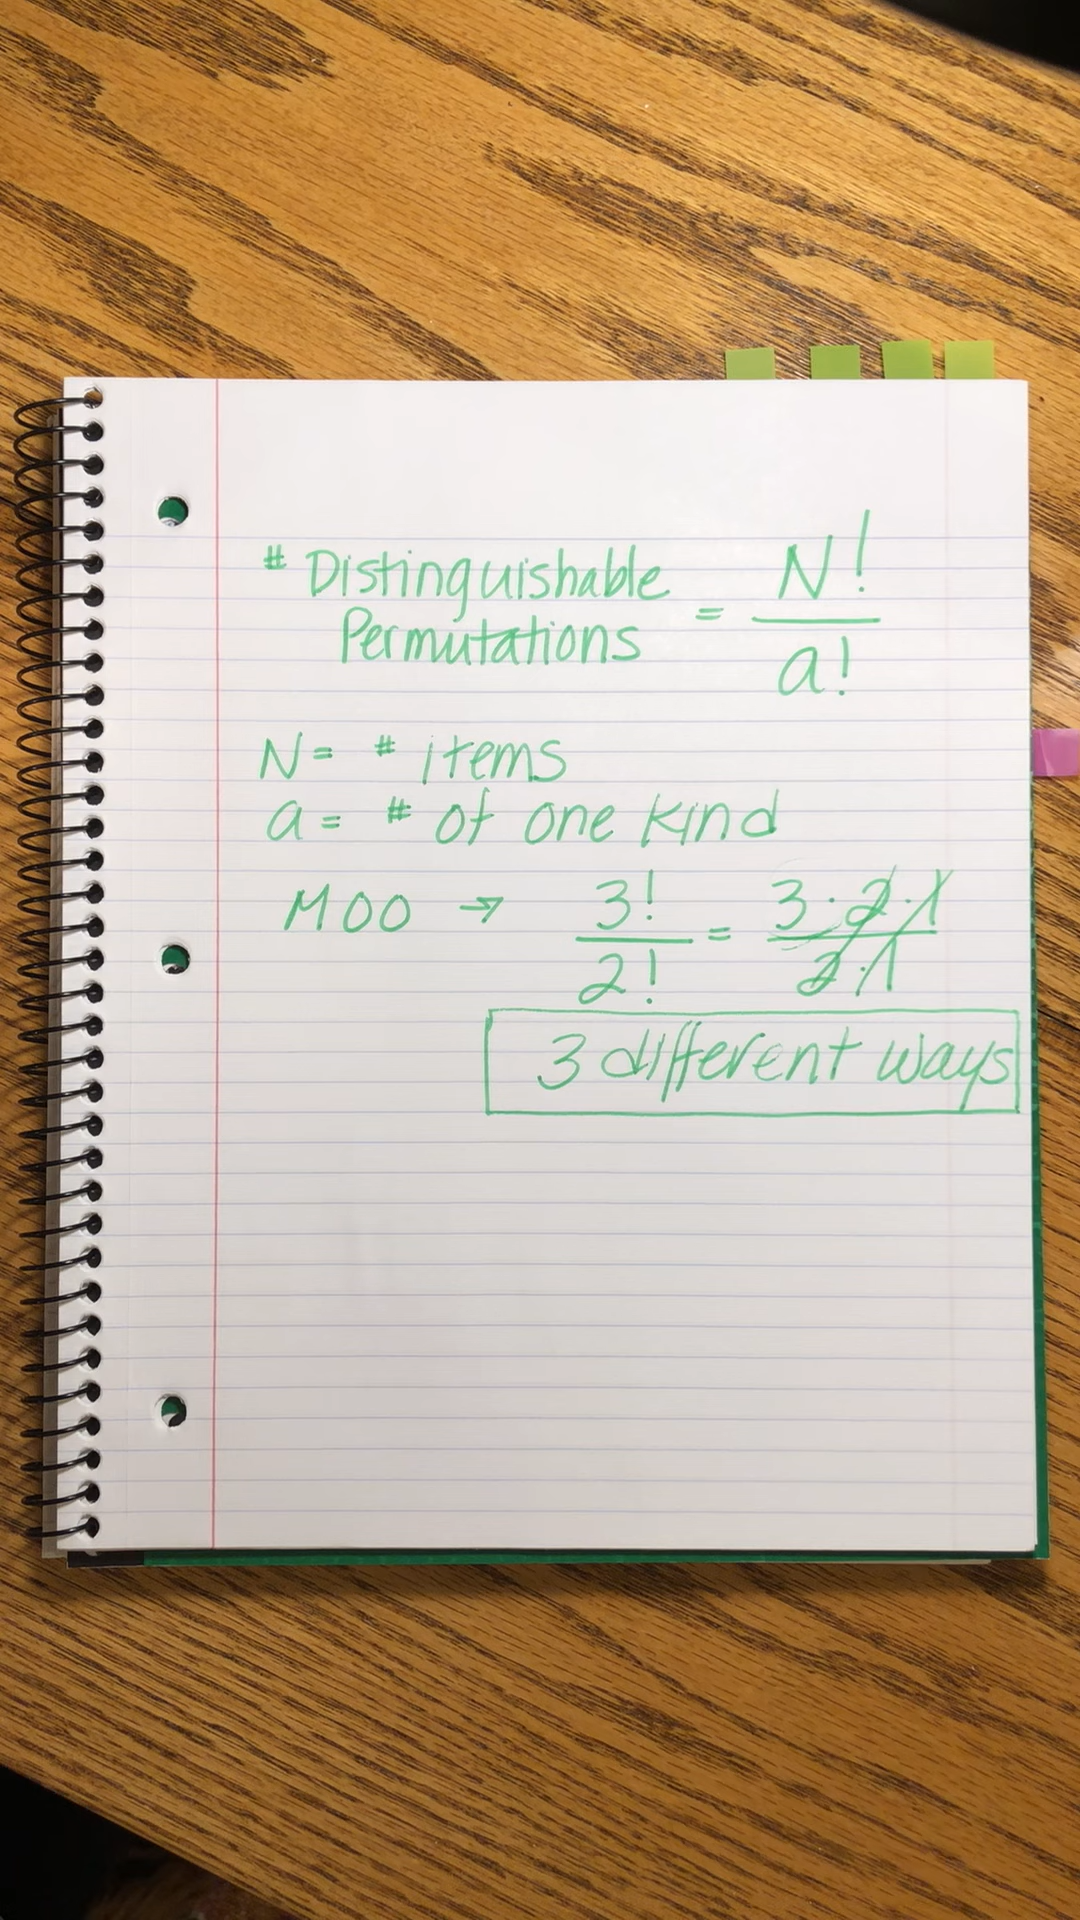 # Distinguishable
Permutations = N! / a!
N = # items
a = # of one kind
MOO → 3! / 2! = 3·2·1 / 2·1
3 different ways